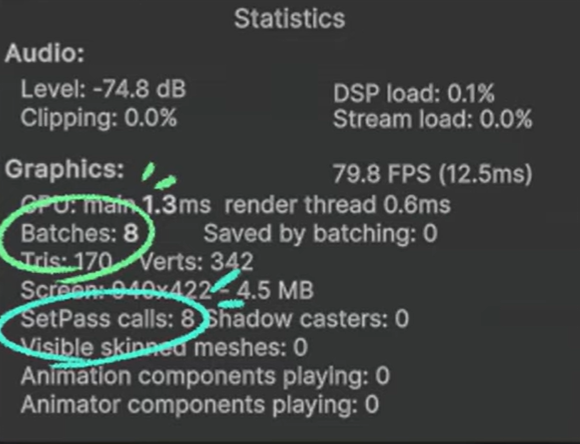 Statistics
Audio:
Level: -74.8 dB DSP load: 0.1%
Clipping: 0.0% Stream load: 0.0%
Graphics: 79.8 FPS (12.5ms)
CPU: main 1.3ms render thread 0.6ms
Batches: 8 Saved by batching: 0
Tris: 170 Verts: 342
Screen: 940x422 - 4.5 MB
SetPass calls: 8 Shadow casters: 0
Visible skinned meshes: 0
Animation components playing: 0
Animator components playing: 0